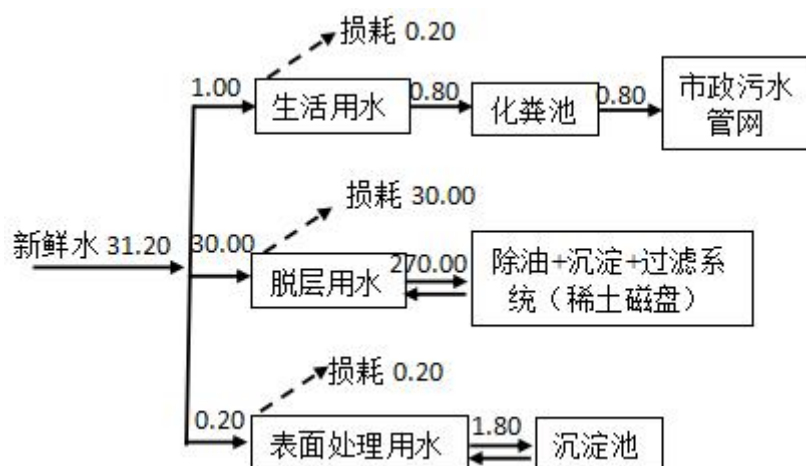 损耗 0.20
1.00
生活用水
0.80
化粪池
0.80
市政污水
管网
损耗 30.00
新鲜水 31.20
30.00
脱层用水
270.00
除油+沉淀+过滤系
统（稀土磁盘）
损耗 0.20
0.20
表面处理用水
1.80
沉淀池